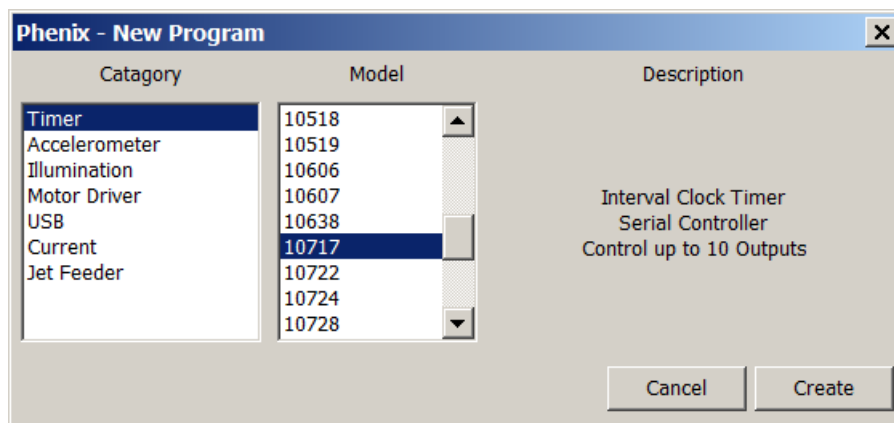 Phenix - New Program
Catagory
Model
Description
Timer
Accelerometer
Illumination
Motor Driver
USB
Current
Jet Feeder
10518
10519
10606
10607
10638
10717
10722
10724
10728
Interval Clock Timer
Serial Controller
Control up to 10 Outputs
Cancel
Create